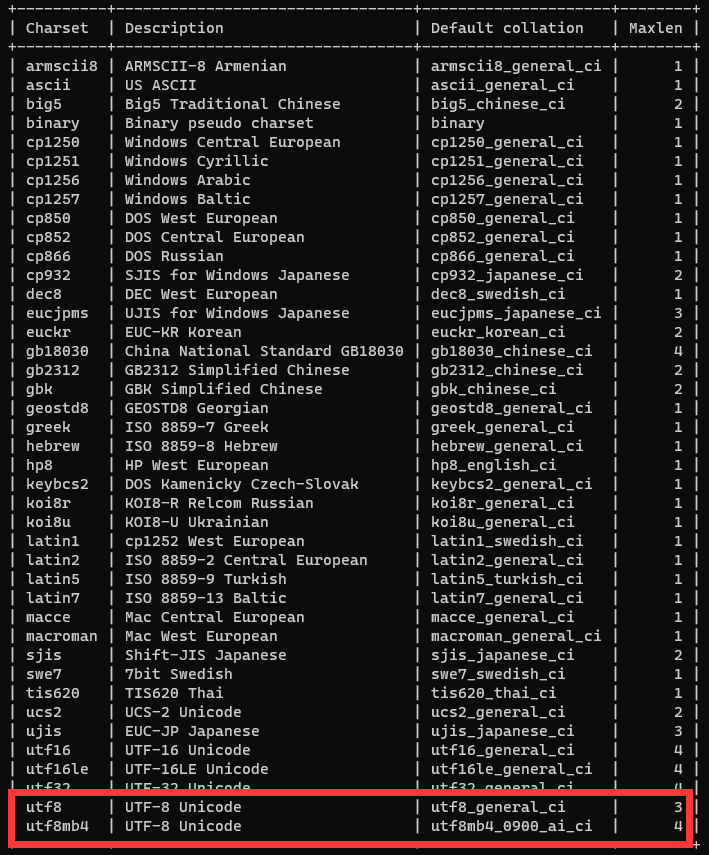 +----------+---------------------------------+---------------------+--------+
| Charset | Description | Default collation | Maxlen |
+----------+---------------------------------+---------------------+--------+
| armscii8 | ARMSCII-8 Armenian | armscii8_general_ci | 1 |
| ascii | US ASCII | ascii_general_ci | 1 |
| big5 | Big5 Traditional Chinese | big5_chinese_ci | 2 |
| binary | Binary pseudo charset | binary | 1 |
| cp1250 | Windows Central European | cp1250_general_ci | 1 |
| cp1251 | Windows Cyrillic | cp1251_general_ci | 1 |
| cp1256 | Windows Arabic | cp1256_general_ci | 1 |
| cp1257 | Windows Baltic | cp1257_general_ci | 1 |
| cp850 | DOS West European | cp850_general_ci | 1 |
| cp852 | DOS Central European | cp852_general_ci | 1 |
| cp866 | DOS Russian | cp866_general_ci | 1 |
| cp932 | SJIS for Windows Japanese | cp932_japanese_ci | 2 |
| dec8 | DEC West European | dec8_swedish_ci | 1 |
| eucjpms | UJIS for Windows Japanese | eucjpms_japanese_ci | 3 |
| euckr | EUC-KR Korean | euckr_korean_ci | 2 |
| gb18030 | China National Standard GB18030 | gb18030_chinese_ci | 4 |
| gb2312 | GB2312 Simplified Chinese | gb2312_chinese_ci | 2 |
| gbk | GBK Simplified Chinese | gbk_chinese_ci | 2 |
| geostd8 | GEOSTD8 Georgian | geostd8_general_ci | 1 |
| greek | ISO 8859-7 Greek | greek_general_ci | 1 |
| hebrew | ISO 8859-8 Hebrew | hebrew_general_ci | 1 |
| hp8 | HP West European | hp8_english_ci | 1 |
| keybcs2 | DOS Kamenicky Czech-Slovak | keybcs2_general_ci | 1 |
| koi8r | KOI8-R Relcom Russian | koi8r_general_ci | 1 |
| koi8u | KOI8-U Ukrainian | koi8u_general_ci | 1 |
| latin1 | cp1252 West European | latin1_swedish_ci | 1 |
| latin2 | ISO 8859-2 Central European | latin2_general_ci | 1 |
| latin5 | ISO 8859-9 Turkish | latin5_turkish_ci | 1 |
| latin7 | ISO 8859-13 Baltic | latin7_general_ci | 1 |
| macce | Mac Central European | macce_general_ci | 1 |
| macroman | Mac West European | macroman_general_ci | 1 |
| sjis | Shift-JIS Japanese | sjis_japanese_ci | 2 |
| swe7 | 7bit Swedish | swe7_swedish_ci | 1 |
| tis620 | TIS620 Thai | tis620_thai_ci | 1 |
| ucs2 | UCS-2 Unicode | ucs2_general_ci | 2 |
| ujis | EUC-JP Japanese | ujis_japanese_ci | 3 |
| utf16 | UTF-16 Unicode | utf16_general_ci | 4 |
| utf16le | UTF-16LE Unicode | utf16le_general_ci | 4 |
| utf32 | UTF-32 Unicode | utf32_general_ci | 4 |
| utf8 | UTF-8 Unicode | utf8_general_ci | 3 |
| utf8mb4 | UTF-8 Unicode | utf8mb4_0900_ai_ci | 4 |